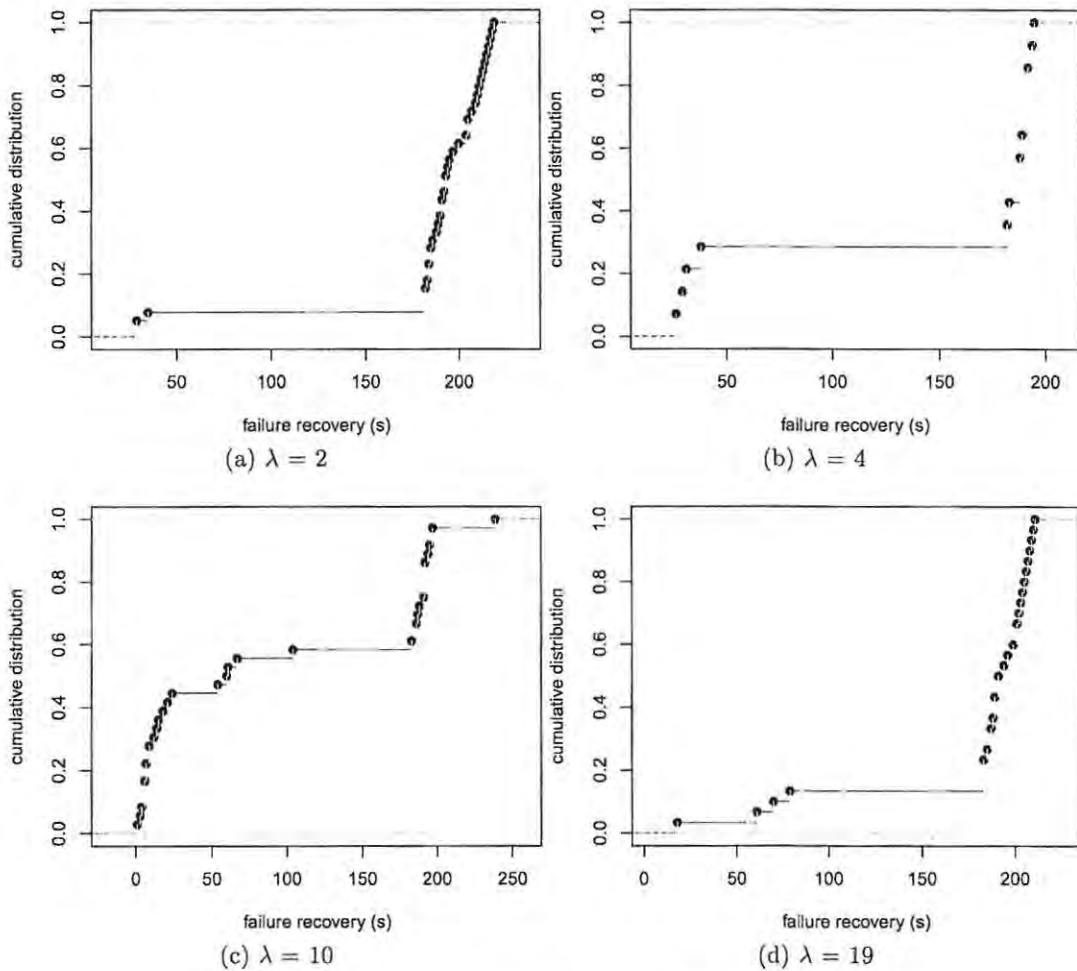 1.0
0.8
0.6
0.4
0.2
0.0
cumulative distribution
50 100 150 200
failure recovery (s)
(a) λ = 2
1.0
0.8
0.6
0.4
0.2
0.0
cumulative distribution
50 100 150 200
failure recovery (s)
(b) λ = 4
1.0
0.8
0.6
0.4
0.2
0.0
cumulative distribution
0 50 100 150 200 250
failure recovery (s)
(c) λ = 10
1.0
0.8
0.6
0.4
0.2
0.0
cumulative distribution
0 50 100 150 200
failure recovery (s)
(d) λ = 19